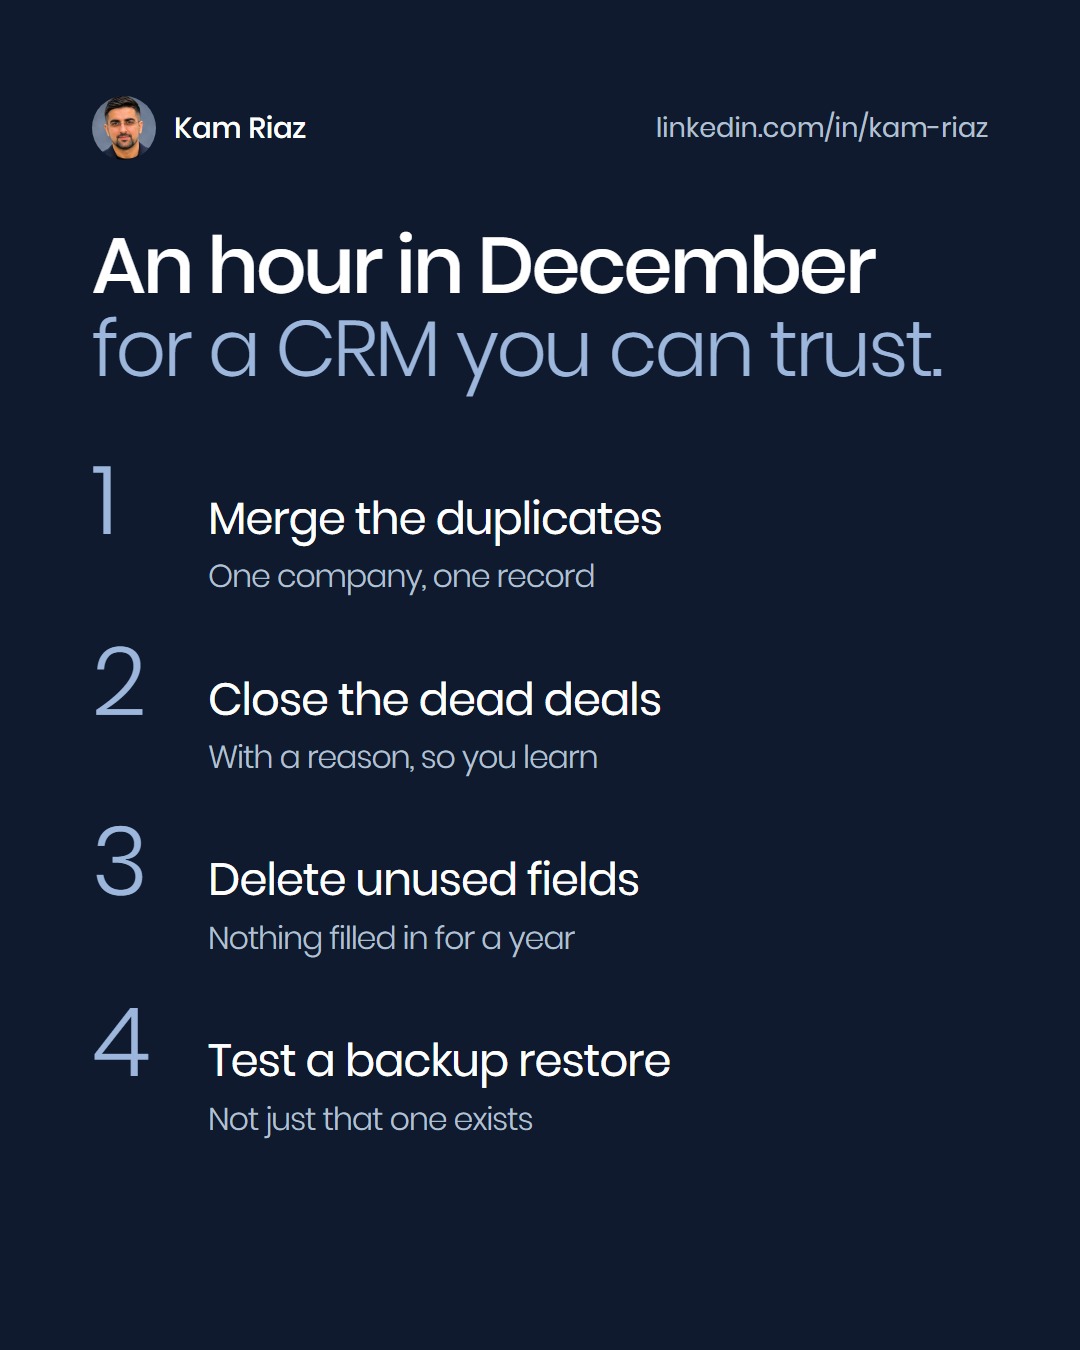 Kam Riaz
linkedin.com/in/kam-riaz
An hour in December
for a CRM you can trust.
1
Merge the duplicates
One company, one record
2
Close the dead deals
With a reason, so you learn
3
Delete unused fields
Nothing filled in for a year
4
Test a backup restore
Not just that one exists